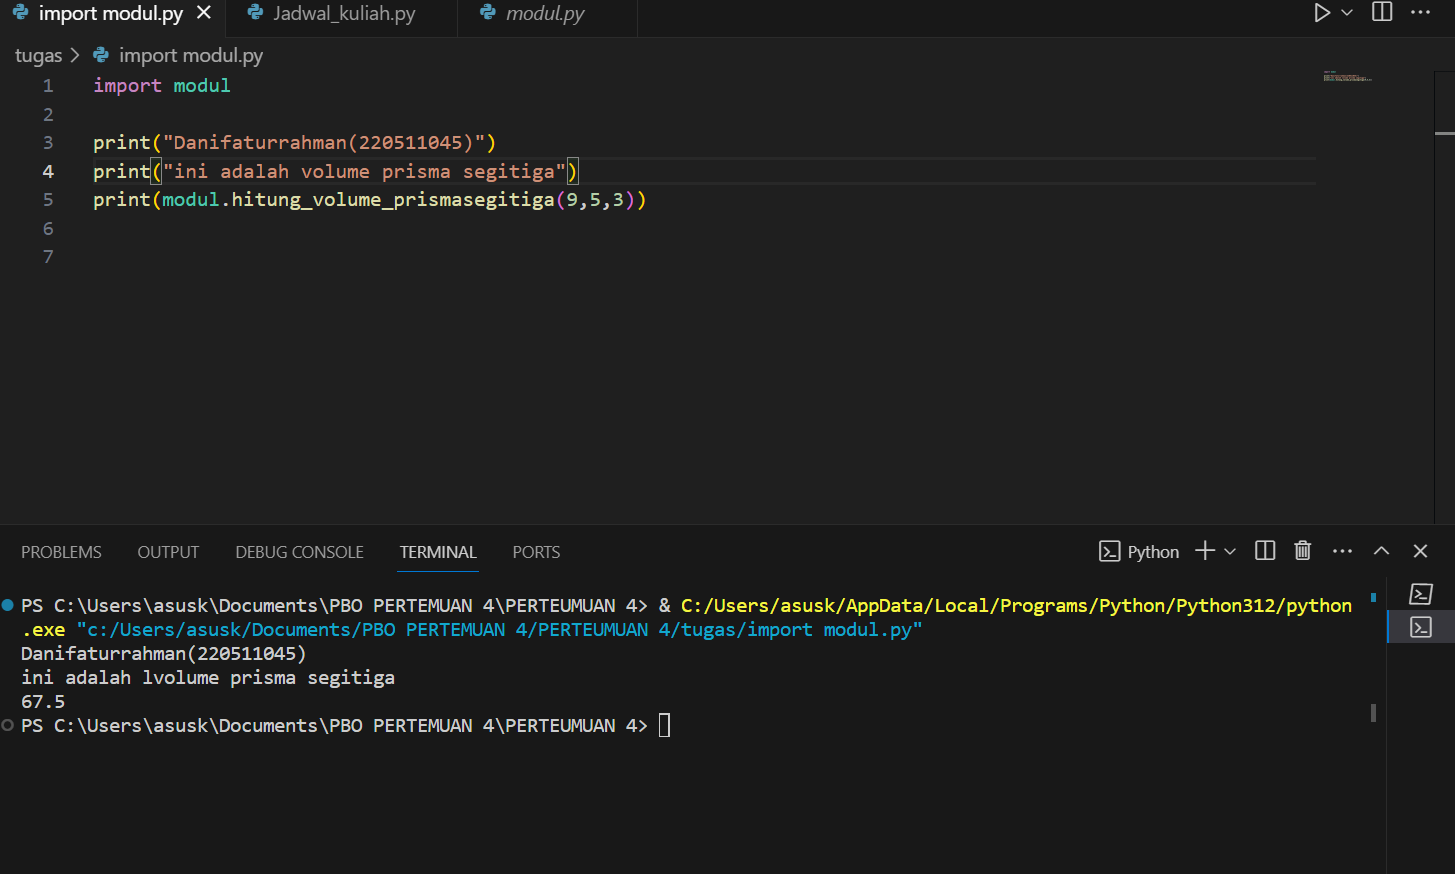 import modul.py
Jadwal_kuliah.py
modul.py
tugas > import modul.py
1 import modul
2
3 print("Danifaturrahman(220511045)")
4 print("ini adalah volume prisma segitiga")
5 print(modul.hitung_volume_prismasegitiga(9,5,3))
6
7
PROBLEMS OUTPUT DEBUG CONSOLE TERMINAL PORTS
Python
PS C:\Users\asusk\Documents\PBO PERTEMUAN 4\PERTEUMUAN 4> & C:/Users/asusk/AppData/Local/Programs/Python/Python312/python
.exe "c:/Users/asusk/Documents/PBO PERTEMUAN 4/PERTEUMUAN 4/tugas/import modul.py"
Danifaturrahman(220511045)
ini adalah lvolume prisma segitiga
67.5
PS C:\Users\asusk\Documents\PBO PERTEMUAN 4\PERTEUMUAN 4>